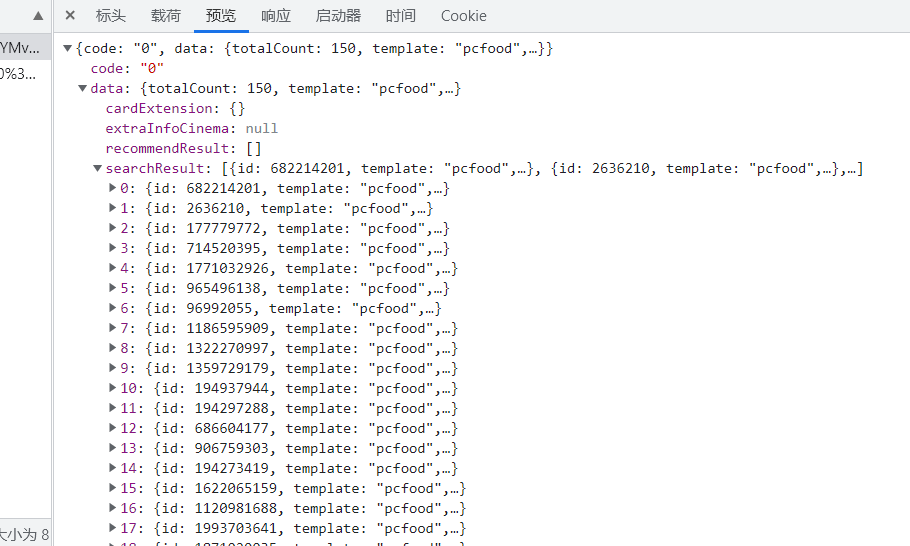 标头 载荷 预览 响应 启动器 时间 Cookie
YMv...
0%3...
大小为 8
{code: "0", data: {totalCount: 150, template: "pcfood",…}}
code: "0"
data: {totalCount: 150, template: "pcfood",…}
cardExtension: {}
extraInfoCinema: null
recommendResult: []
searchResult: [{id: 682214201, template: "pcfood",…}, {id: 2636210, template: "pcfood",…},…]
0: {id: 682214201, template: "pcfood",…}
1: {id: 2636210, template: "pcfood",…}
2: {id: 177779772, template: "pcfood",…}
3: {id: 714520395, template: "pcfood",…}
4: {id: 1771032926, template: "pcfood",…}
5: {id: 965496138, template: "pcfood",…}
6: {id: 96992055, template: "pcfood",…}
7: {id: 1186595909, template: "pcfood",…}
8: {id: 1322270997, template: "pcfood",…}
9: {id: 1359729179, template: "pcfood",…}
10: {id: 194937944, template: "pcfood",…}
11: {id: 194297288, template: "pcfood",…}
12: {id: 686604177, template: "pcfood",…}
13: {id: 906759303, template: "pcfood",…}
14: {id: 194273419, template: "pcfood",…}
15: {id: 1622065159, template: "pcfood",…}
16: {id: 1120981688, template: "pcfood",…}
17: {id: 1993703641, template: "pcfood",…}